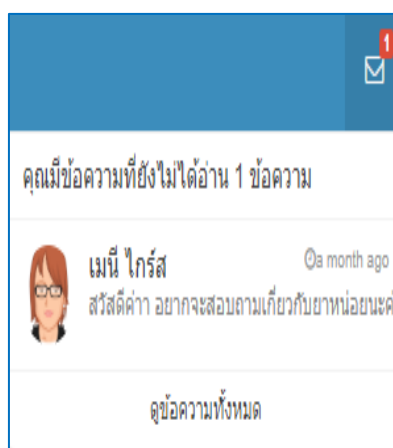 1
คุณมีข้อความที่ยังไม่ได้อ่าน 1 ข้อความ
เมนี ไกร์ส
a month ago
สวัสดีค่าา อยากจะสอบถามเกี่ยวกับยาหน่อยนะค่
ดูข้อความทั้งหมด